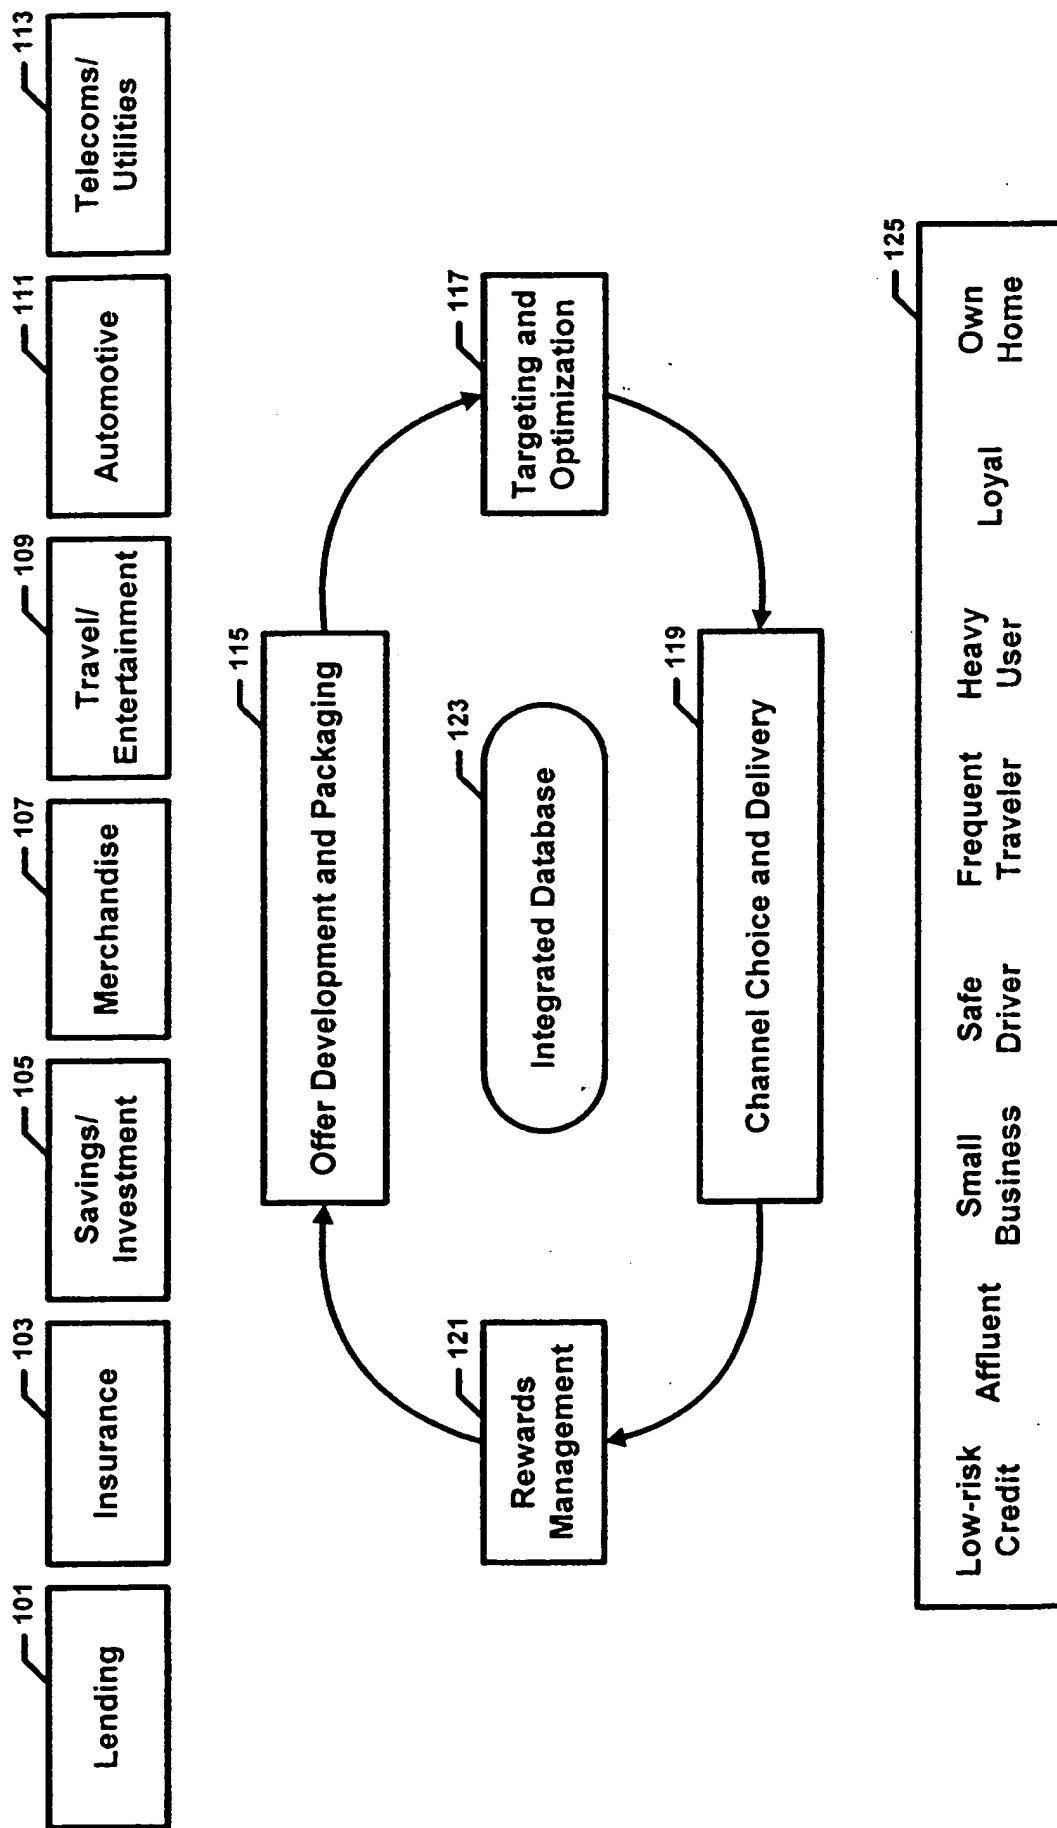 101
Lending
103
Insurance
105
Savings/
Investment
107
Merchandise
109
Travel/
Entertainment
111
Automotive
113
Telecoms/
Utilities
115
Offer Development and Packaging
117
Targeting and
Optimization
119
Channel Choice and Delivery
121
Rewards
Management
123
Integrated Database
125
Low-risk
Credit
Affluent
Small
Business
Safe
Driver
Frequent
Traveler
Heavy
User
Loyal
Own
Home